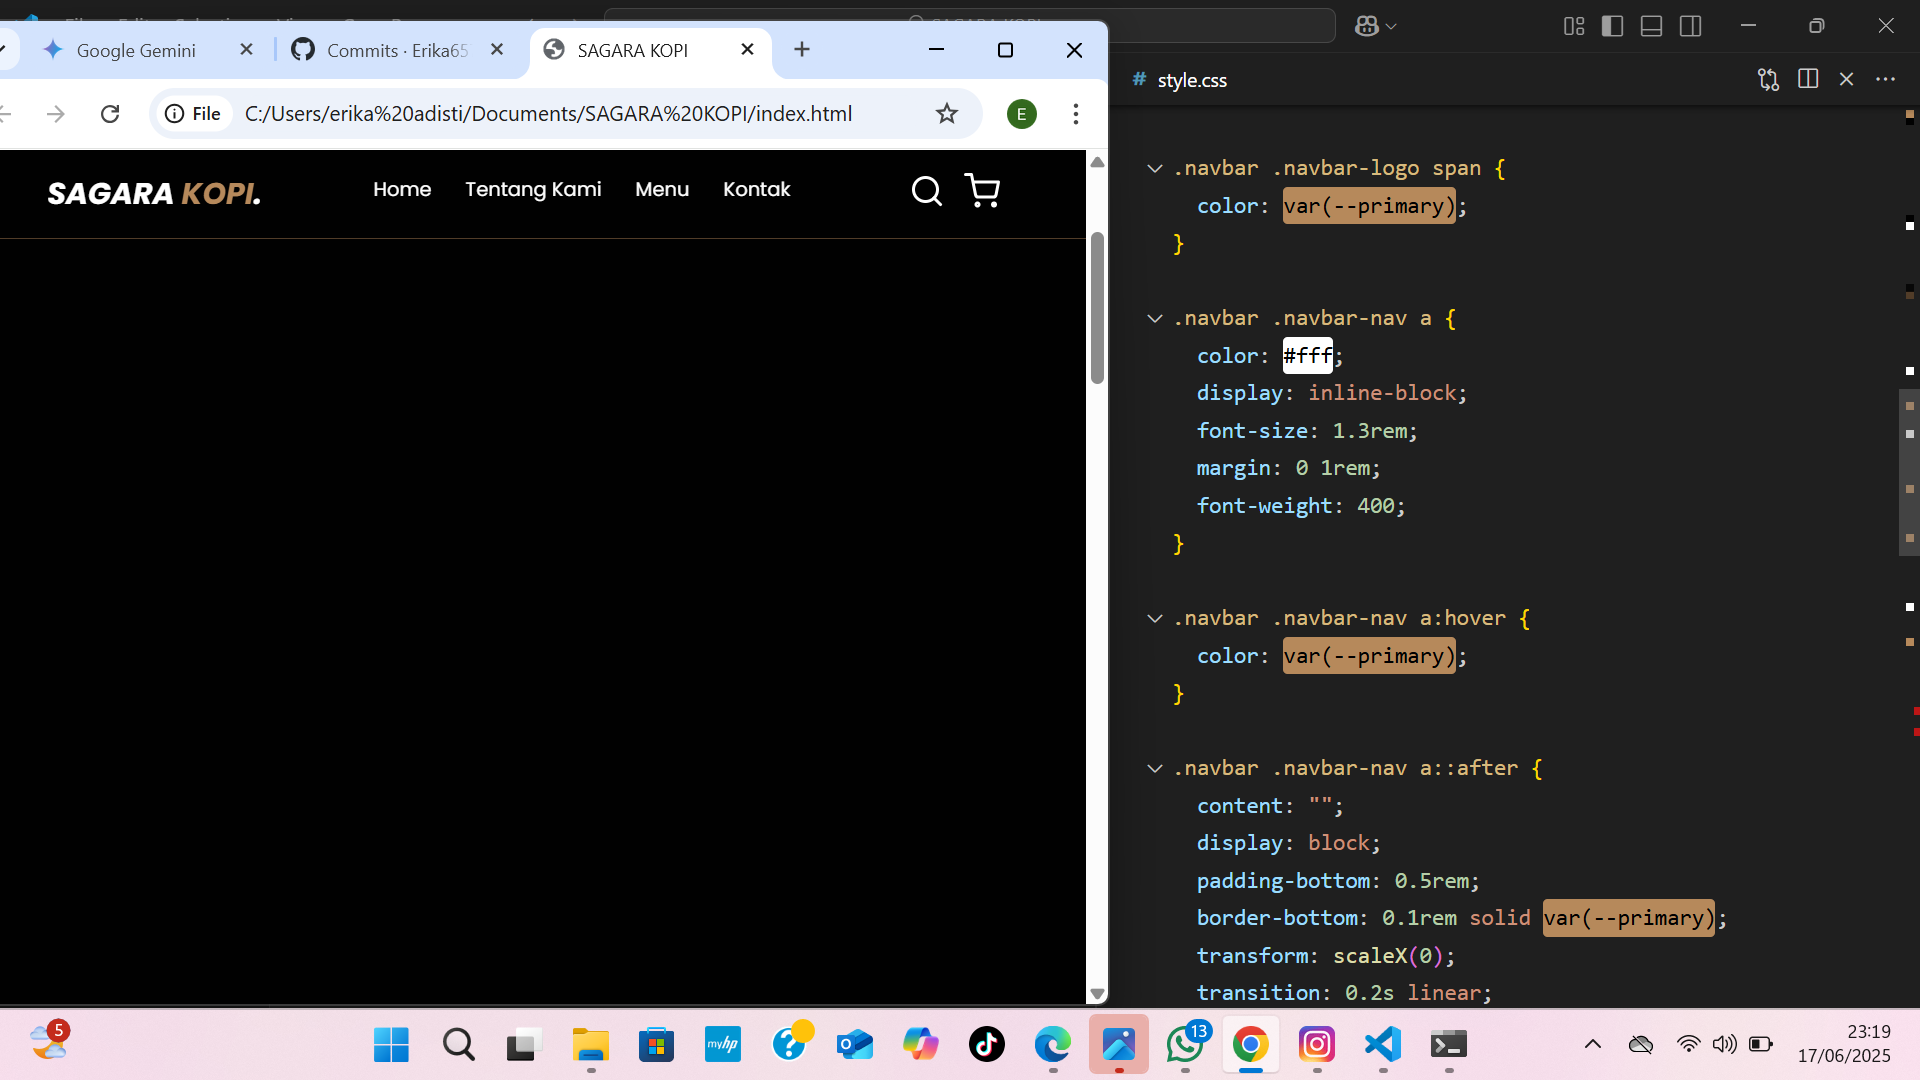 Google Gemini
Commits · Erika65
SAGARA KOPI
File
C:/Users/erika%20adisti/Documents/SAGARA%20KOPI/index.html
E
SAGARA KOPI.
Home
Tentang Kami
Menu
Kontak
# style.css
.navbar .navbar-logo span {
color: var(--primary);
}
.navbar .navbar-nav a {
color: #fff;
display: inline-block;
font-size: 1.3rem;
margin: 0 1rem;
font-weight: 400;
}
.navbar .navbar-nav a:hover {
color: var(--primary);
}
.navbar .navbar-nav a::after {
content: "";
display: block;
padding-bottom: 0.5rem;
border-bottom: 0.1rem solid var(--primary);
transform: scaleX(0);
transition: 0.2s linear;
5
myhp
13
23:19
17/06/2025